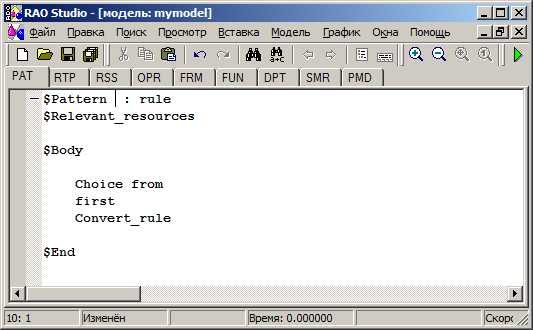 RAO Studio - [модель: mymodel]
Файл Правка Поиск Просмотр Вставка Модель График Окна Помощь
PAT RTP RSS OPR FRM FUN DPT SMR PMD
$Pattern : rule
$Relevant_resources
$Body
Choice from
first
Convert_rule
$End
10: 1 Изменён Время: 0.000000 Скоро